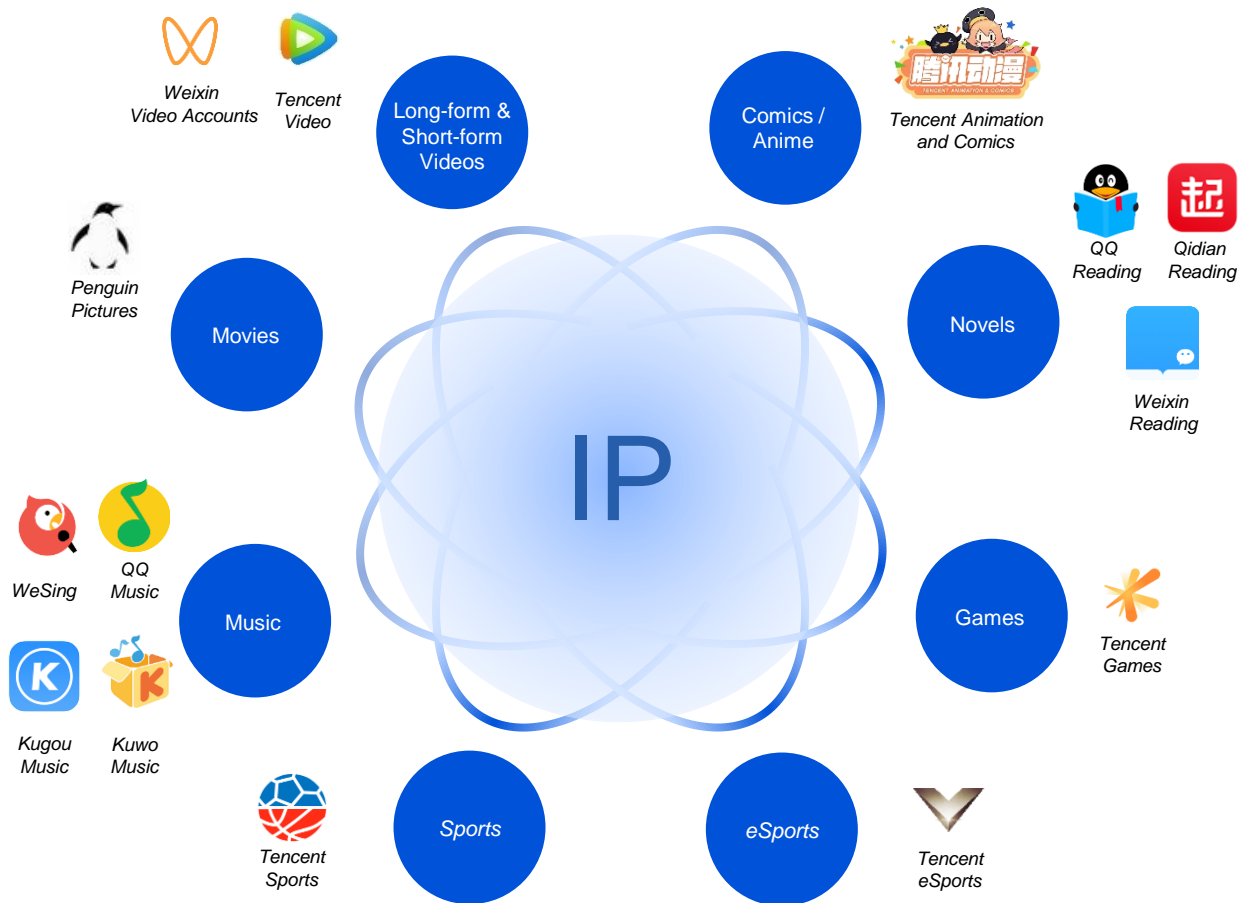 Weixin
Video Accounts
Tencent
Video
Long-form &
Short-form
Videos
Comics /
Anime
腾讯动漫
TENCENT ANIMATION & COMICS
Tencent Animation
and Comics
Penguin
Pictures
Movies
Novels
QQ
Reading
起
Qidian
Reading
Weixin
Reading
IP
WeSing
QQ
Music
Music
K
Kugou
Music
K
Kuwo
Music
Games
Tencent
Games
Tencent
Sports
Sports
eSports
Tencent
eSports